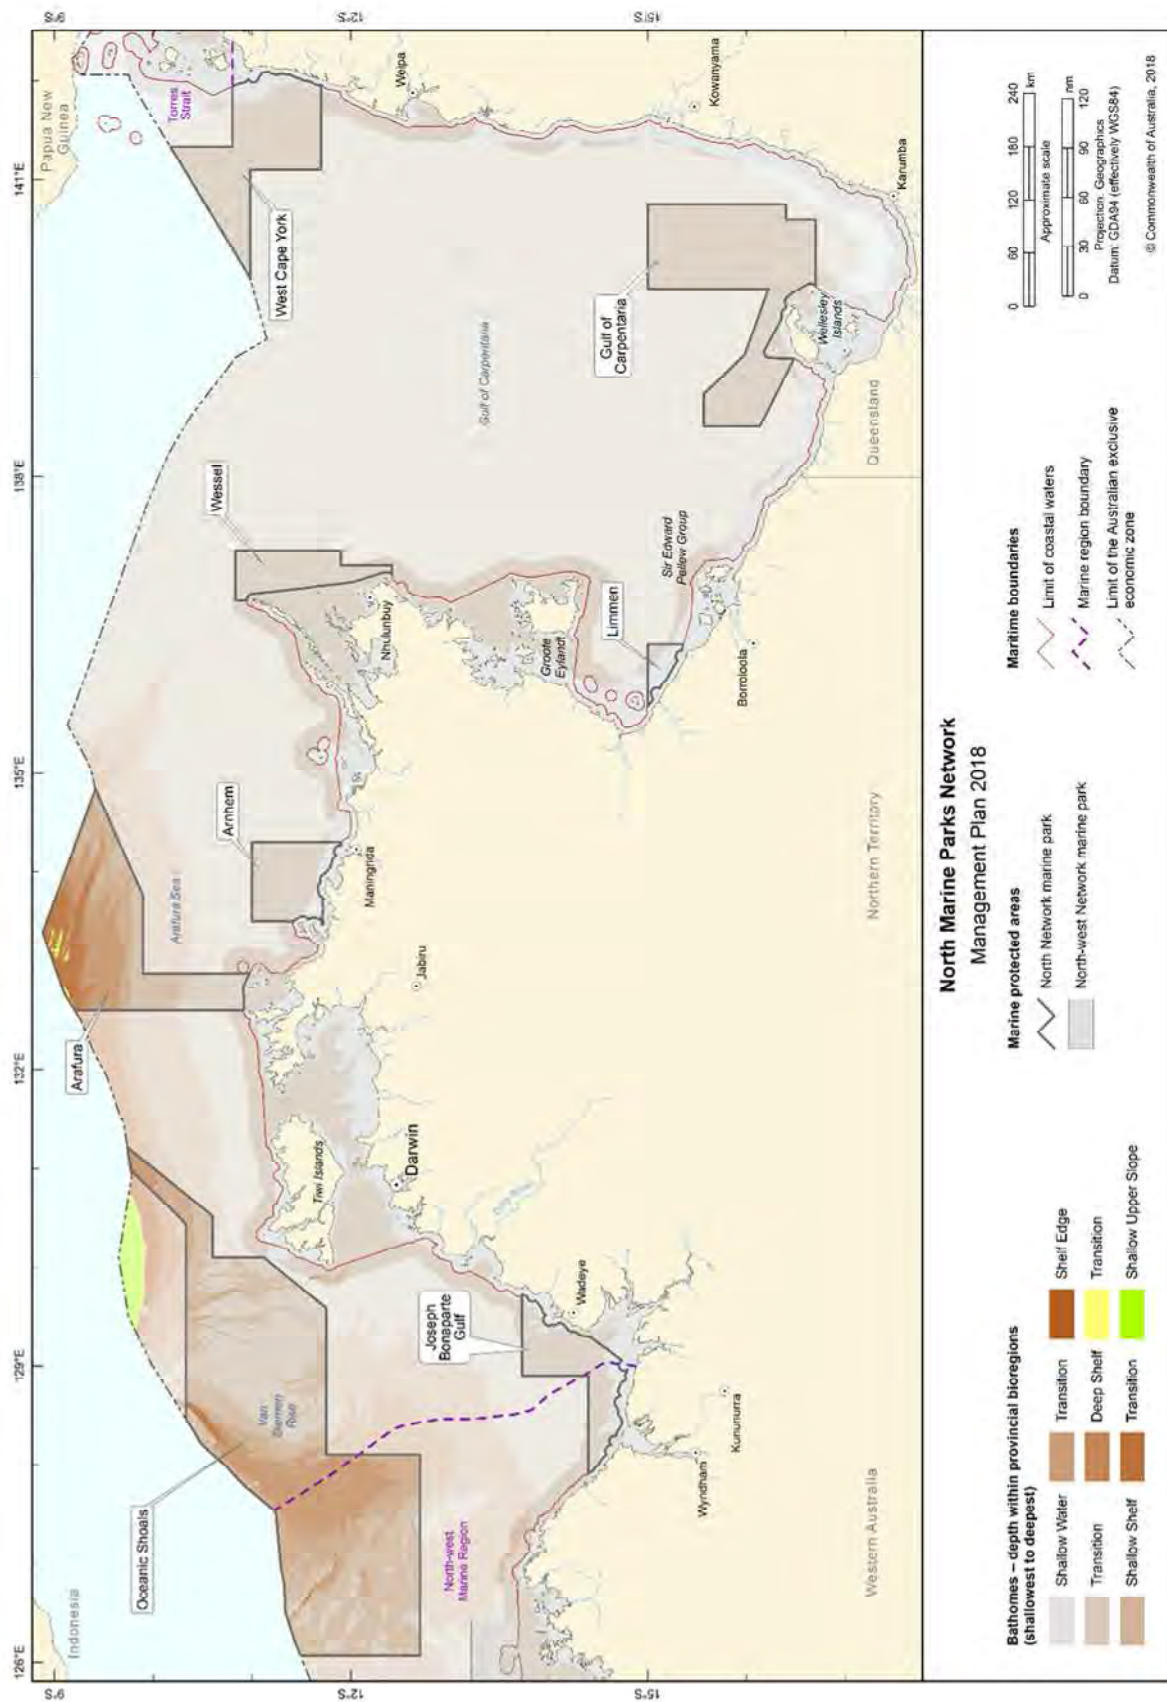 126°E
129°E
132°E
135°E
138°E
141°E
9°S
9°S
12°S
12°S
15°S
15°S
Indonesia
Papua New
Guinea
Torres
Strait
Oceanic Shoals
Arafura
Arnhem
Wessel
West Cape York
Arafura Sea
Gulf of Carpentaria
Van
Diemen
Rise
Tiwi Islands
Darwin
Jabiru
Maningrida
Nhulunbuy
Groote
Eylandt
Limmen
Sir Edward
Pellew Group
Borroloola
Gulf of
Carpentaria
Wellesley
Islands
Weipa
Kowanyama
Karumba
Joseph
Bonaparte
Gulf
Wadeye
North-west
Marine Region
Wyndham
Kununurra
Western Australia
Northern Territory
Queensland
North Marine Parks Network
Management Plan 2018
Bathomes – depth within provincial bioregions
(shallowest to deepest)
Shallow Water
Transition
Shallow Shelf
Transition
Deep Shelf
Transition
Shelf Edge
Transition
Shallow Upper Slope
Marine protected areas
North Network marine park
North-west Network marine park
Maritime boundaries
Limit of coastal waters
Marine region boundary
Limit of the Australian exclusive
economic zone
0 60 120 180 240
km
Approximate scale
nm
0 30 60 90 120
Projection: Geographics
Datum: GDA94 (effectively WGS84)
© Commonwealth of Australia, 2018